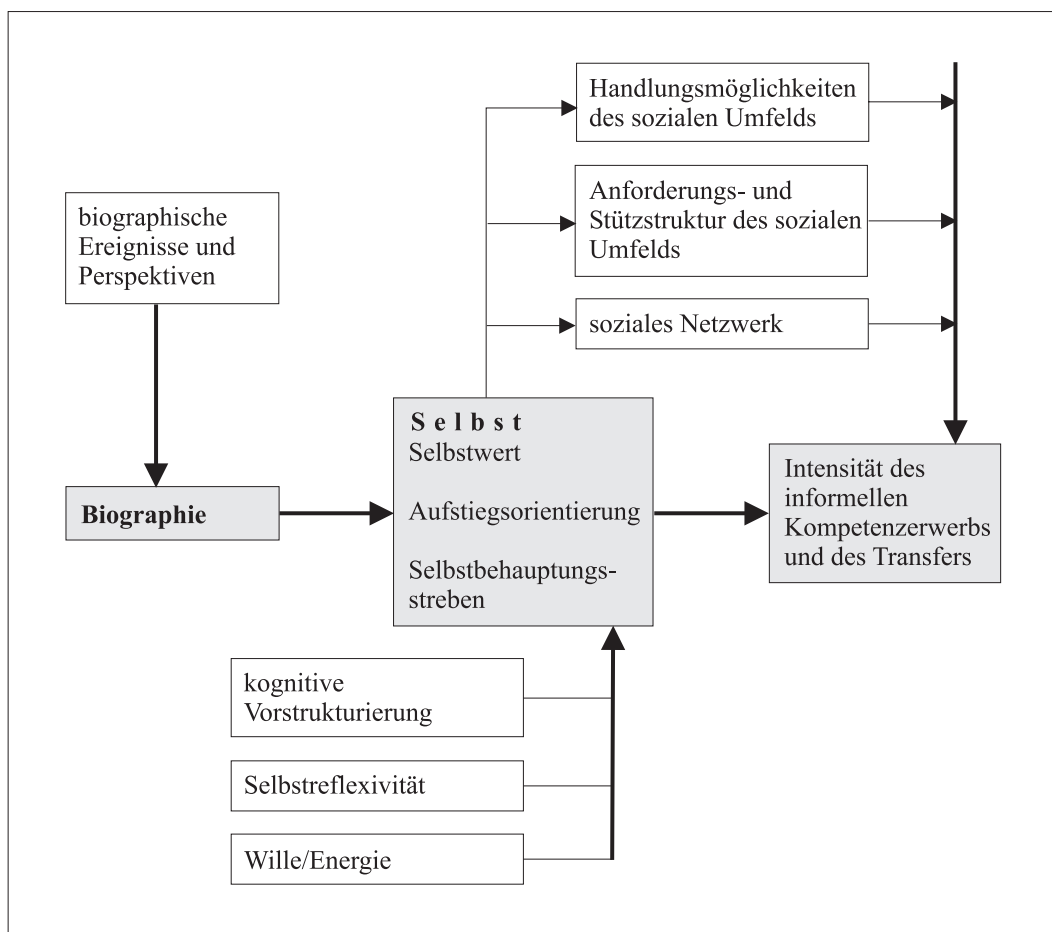 Handlungsmöglichkeiten
des sozialen Umfelds
biographische
Ereignisse und
Perspektiven
Anforderungs- und
Stützstruktur des sozialen
Umfelds
soziales Netzwerk
Biographie
Selbst
Selbstwert
Aufstiegsorientierung
Selbstbehauptungs-
streben
Intensität des
informellen
Kompetenzerwerbs
und des Transfers
kognitive
Vorstrukturierung
Selbstreflexivität
Wille/Energie